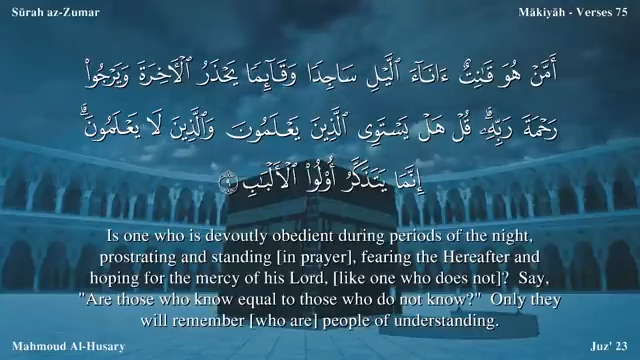 Sūrah az-Zumar
Mākiyāh - Verses 75
أَمَّنْ هُوَ قَٰنِتٌ ءَانَآءَ ٱلَّيْلِ سَاجِدًا وَقَآئِمًا يَحْذَرُ ٱلْءَاخِرَةَ وَيَرْجُوا۟
رَحْمَةَ رَبِّهِۦ ۗ قُلْ هَلْ يَسْتَوِى ٱلَّذِينَ يَعْلَمُونَ وَٱلَّذِينَ لَا يَعْلَمُونَ ۗ
إِنَّمَا يَتَذَكَّرُ أُو۟لُوا۟ ٱلْأَلْبَٰبِ ٩
Is one who is devoutly obedient during periods of the night,
prostrating and standing [in prayer], fearing the Hereafter and
hoping for the mercy of his Lord, [like one who does not]? Say,
"Are those who know equal to those who do not know?" Only they
will remember [who are] people of understanding.
Mahmoud Al-Husary
Juz' 23